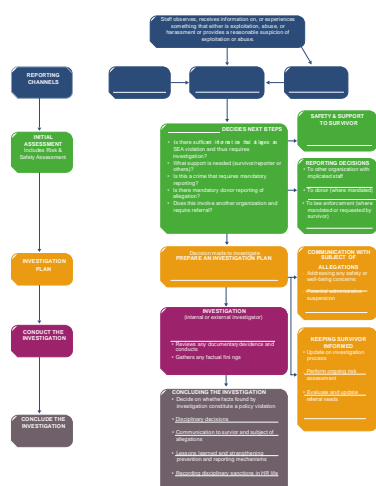 Staff observes, receives information on, or experiences
something that either is exploitation, abuse, or
harassment or provides a reasonable suspicion of
exploitation or abuse.
REPORTING
CHANNELS
INITIAL
ASSESSMENT
Includes Risk &
Safety Assessment
DECIDES NEXT STEPS
• Is there sufficient information that alleges an
SEA violation and thus requires
investigation?
• What support is needed (survivor/reporter or
others)?
• Is this a crime that requires mandatory
reporting?
• Is there mandatory donor reporting of
allegation?
• Does this involve another organization and
require referral?
SAFETY & SUPPORT
TO SURVIVOR
REPORTING DECISIONS
• To other organization with
implicated staff
• To donor (where mandated)
• To law enforcement (where
mandated or requested by
survivor)
INVESTIGATION
PLAN
Decision made to investigate
PREPARE AN INVESTIGATION PLAN
COMMUNICATION WITH
SUBJECT OF
ALLEGATIONS
• Addressing any safety or
well-being concerns
• Potential administrative
suspension
CONDUCT THE
INVESTIGATION
INVESTIGATION
(internal or external investigator)
• Reviews any documentary/evidence and
conducts
• Gathers any factual findings
KEEPING SURVIVOR
INFORMED
• Update on investigation
process
• Perform ongoing risk
assessment
• Evaluate and update
referral needs
CONCLUDE THE
INVESTIGATION
CONCLUDING THE INVESTIGATION
• Decide on whether facts found by
investigation constitute a policy violation
• Disciplinary decisions
• Communication to survivor and subject of
allegations
• Lessons learned and strengthening
prevention and reporting mechanisms
• Recording disciplinary sanctions in HR files